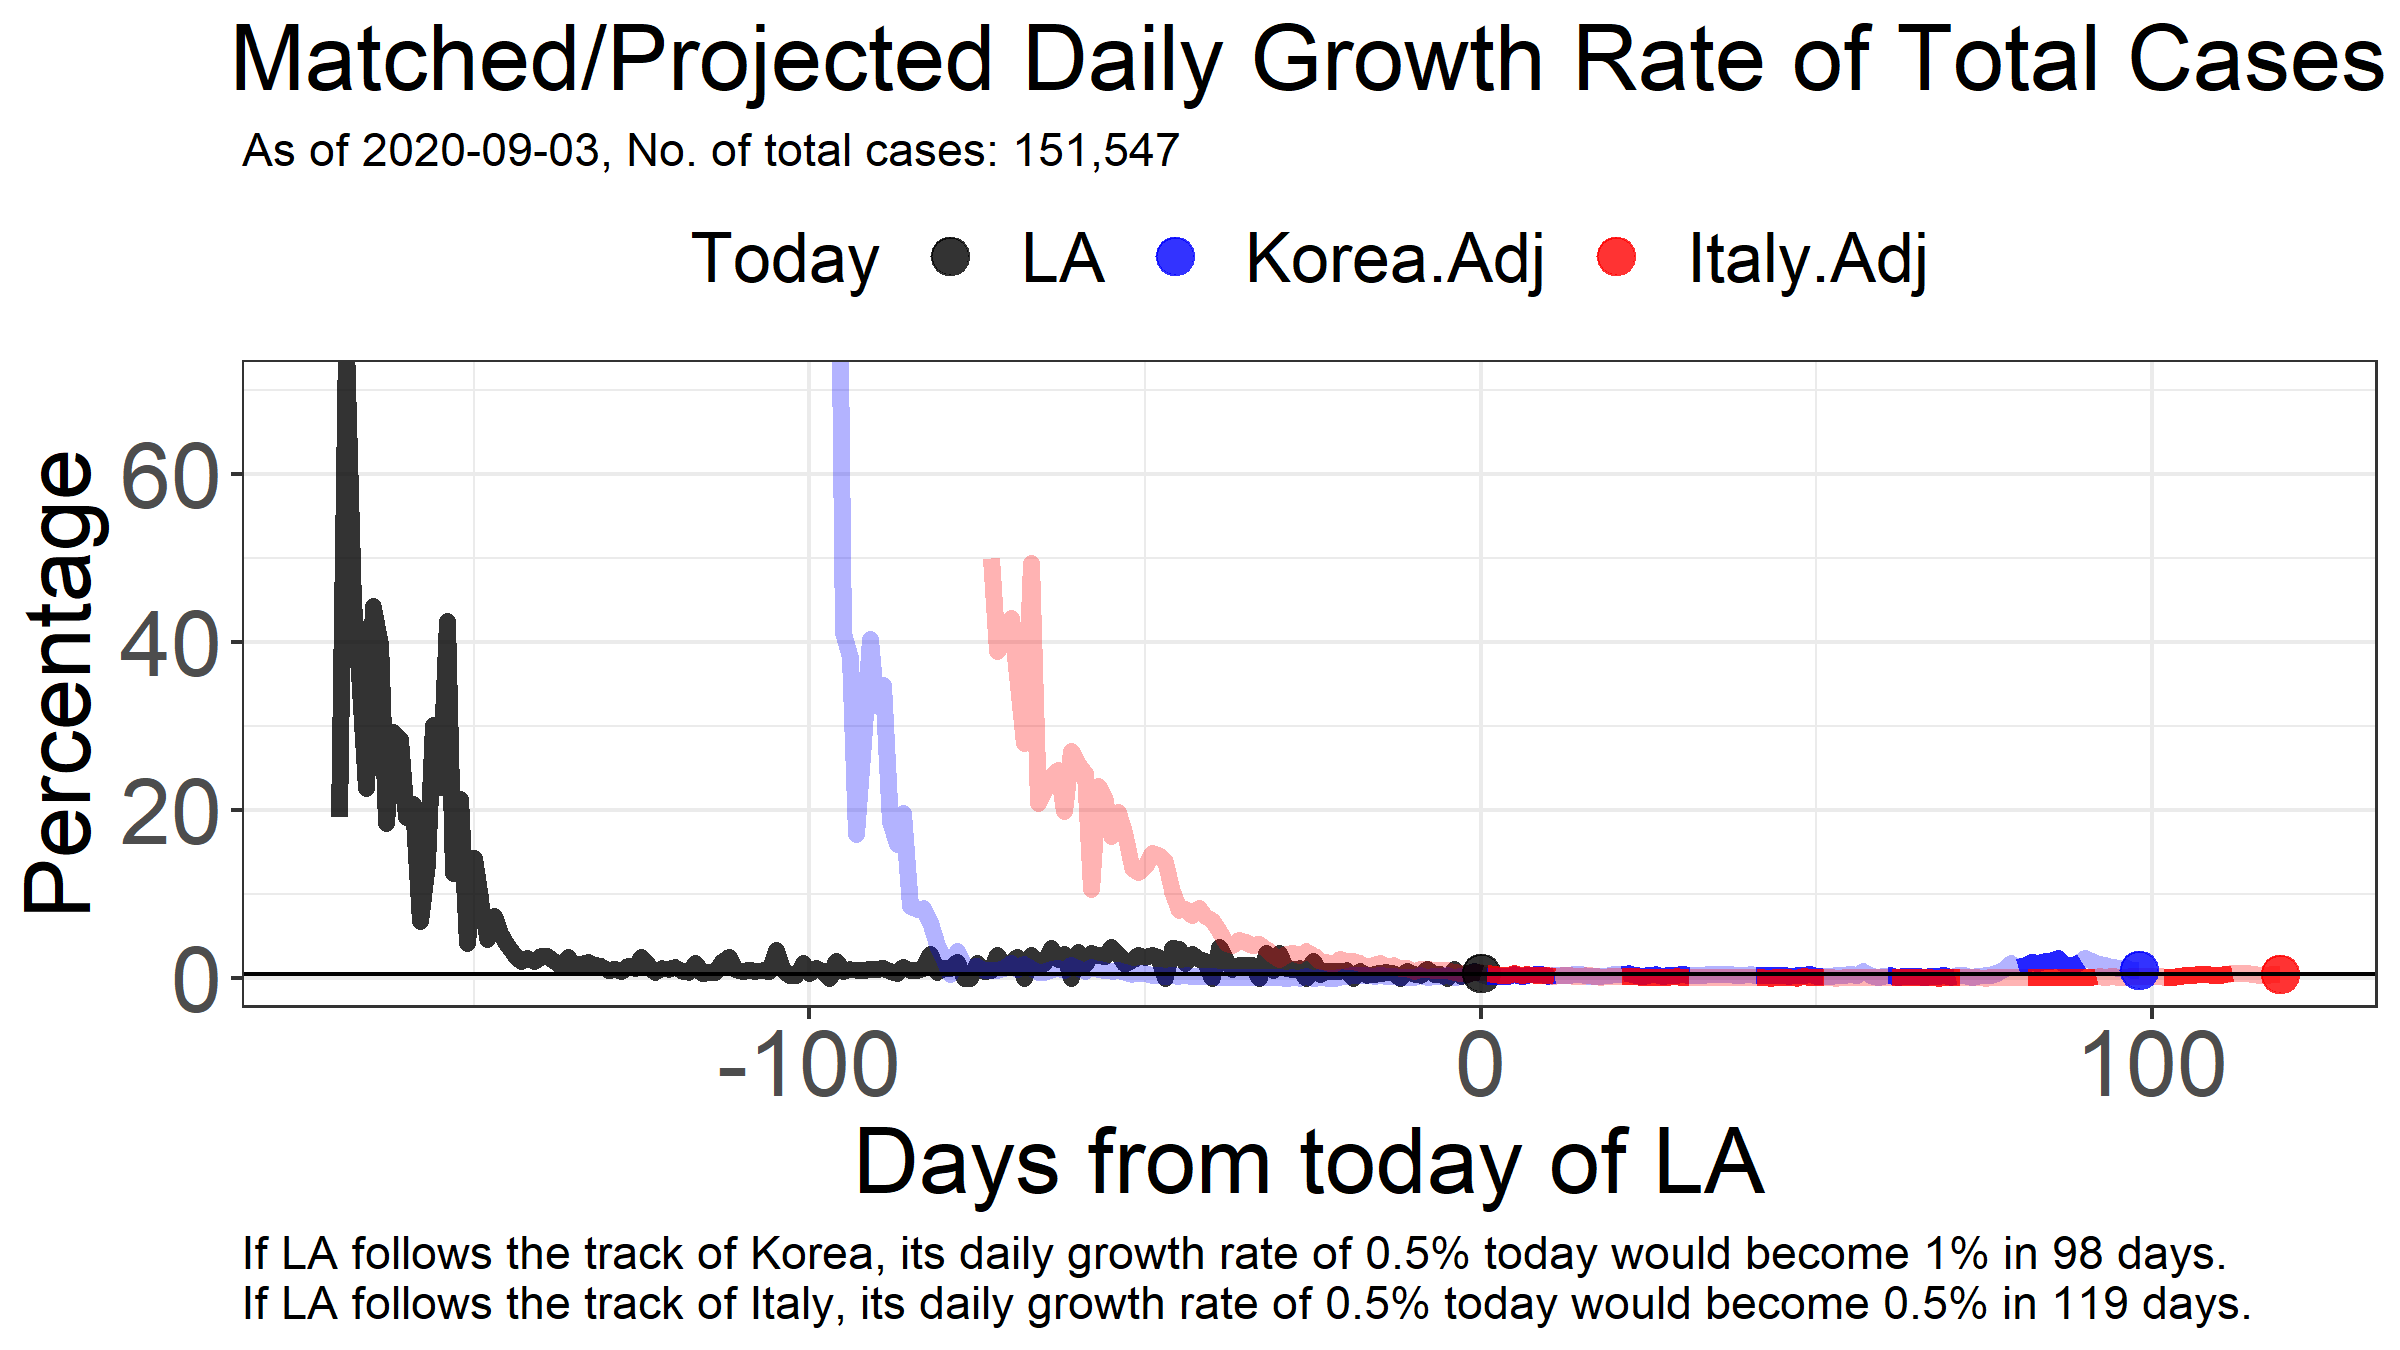 Matched/Projected Daily Growth Rate of Total Cases
As of 2020-09-03, No. of total cases: 151,547
Today LA Korea.Adj Italy.Adj
Percentage
60
40
20
0
-100 0 100
Days from today of LA
If LA follows the track of Korea, its daily growth rate of 0.5% today would become 1% in 98 days.
If LA follows the track of Italy, its daily growth rate of 0.5% today would become 0.5% in 119 days.